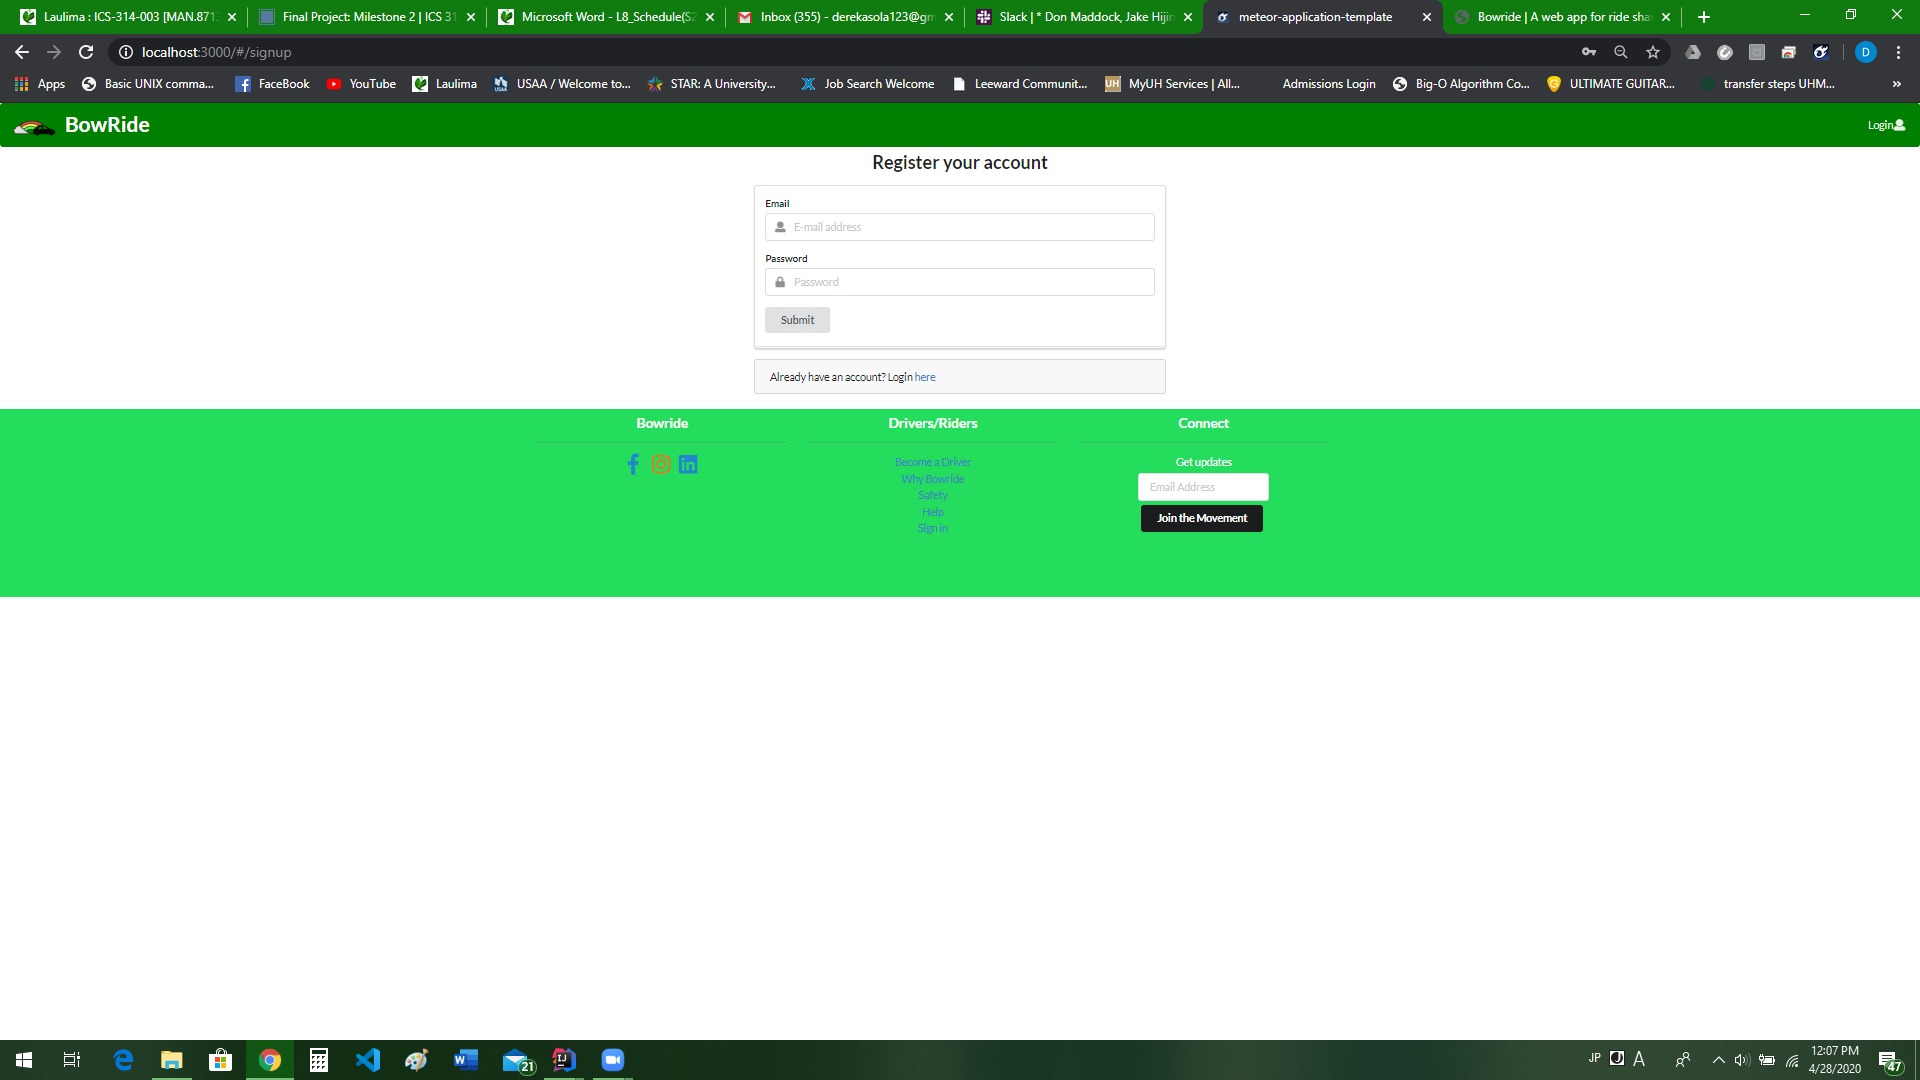 Laulima : ICS-314-003 [MAN.871
Final Project: Milestone 2 | ICS 31
Microsoft Word - L8_Schedule(S2
Inbox (355) - derekasola123@gm
Slack | * Don Maddock, Jake Hijir
meteor-application-template
Bowride | A web app for ride sha
localhost:3000/#/signup
D
Apps
Basic UNIX comma...
FaceBook
YouTube
Laulima
USAA / Welcome to...
STAR: A University...
Job Search Welcome
Leeward Communit...
UH
MyUH Services | All...
Admissions Login
Big-O Algorithm Co...
ULTIMATE GUITAR...
transfer steps UHM...
»
BowRide
Login
Register your account
Email
E-mail address
Password
Password
Submit
Already have an account? Login here
Bowride
Drivers/Riders
Become a Driver
Why Bowride
Safety
Help
Sign in
Connect
Get updates
Email Address
Join the Movement
21
JP
J
A
12:07 PM
4/28/2020
47